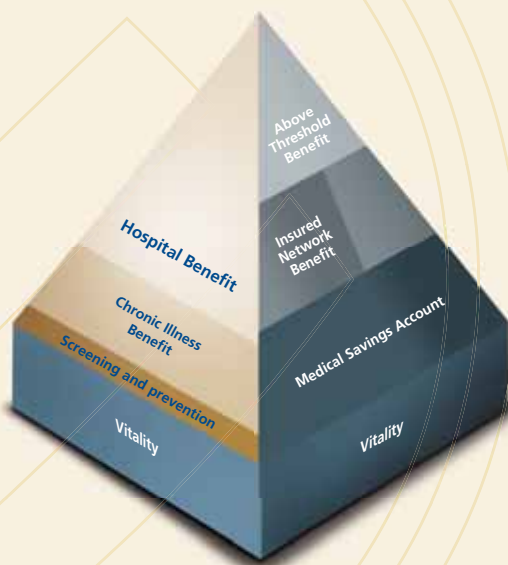 Above
Threshold
Benefit
Hospital Benefit
Insured
Network
Benefit
Chronic Illness
Benefit
Medical Savings Account
Screening and prevention
Vitality
Vitality